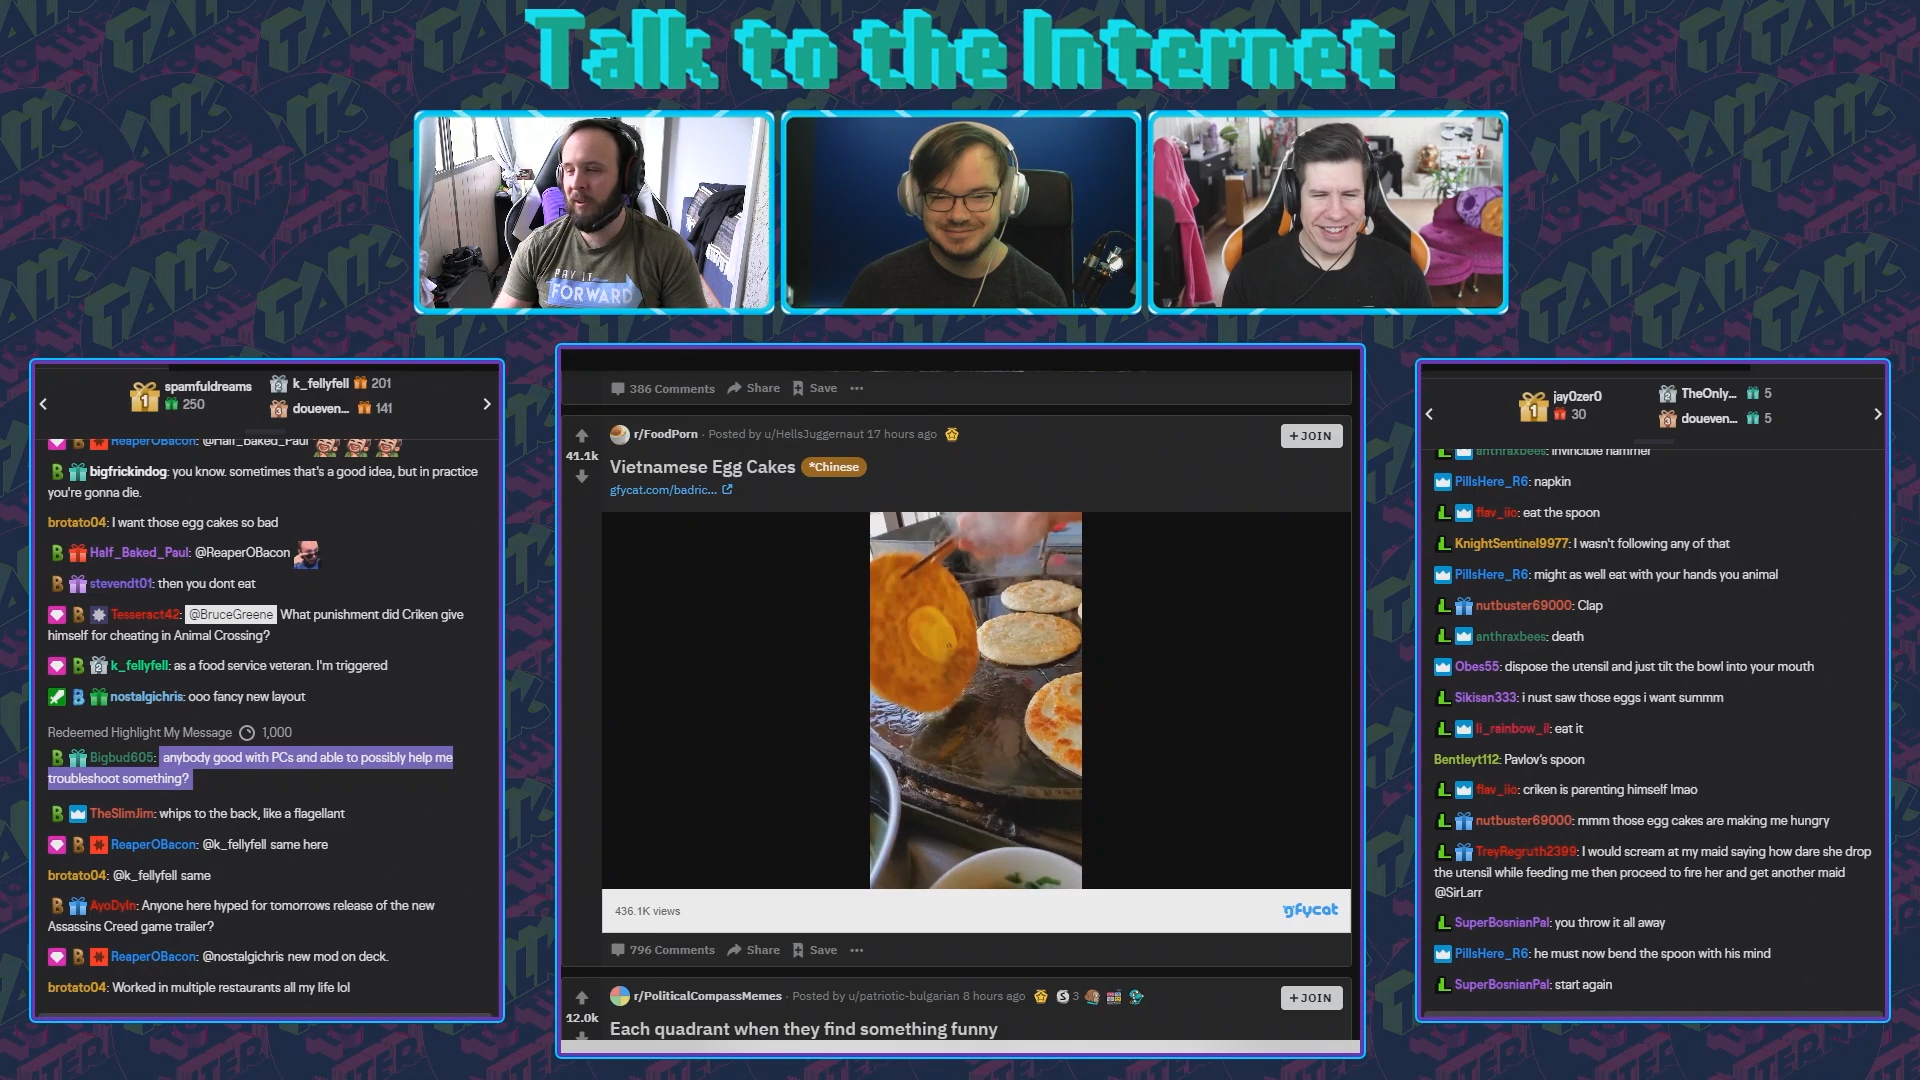 Talk to the Internet
PAY IT
FORWARD
spamfuldreams
250
k_fellyfell 201
doueven... 141
ReaperOBacon: @Half_Baked_Paul
bigfrickindog: you know. sometimes that's a good idea, but in practice
you're gonna die.
brotato04: I want those egg cakes so bad
Half_Baked_Paul: @ReaperOBacon
stevendt01: then you dont eat
Tesseract42: @BruceGreene What punishment did Criken give
himself for cheating in Animal Crossing?
k_fellyfell: as a food service veteran. I'm triggered
nostalgichris: ooo fancy new layout
Redeemed Highlight My Message 1,000
Bigbud605: anybody good with PCs and able to possibly help me
troubleshoot something?
TheSlimJim: whips to the back, like a flagellant
ReaperOBacon: @k_fellyfell same here
brotato04: @k_fellyfell same
AyoDyln: Anyone here hyped for tomorrows release of the new
Assassins Creed game trailer?
ReaperOBacon: @nostalgichris new mod on deck.
brotato04: Worked in multiple restaurants all my life lol
386 Comments Share Save
r/FoodPorn · Posted by u/HellsJuggernaut 17 hours ago
+ JOIN
41.1k
Vietnamese Egg Cakes *Chinese
gfycat.com/badric...
436.1K views
gfycat
796 Comments Share Save
r/PoliticalCompassMemes · Posted by u/patriotic-bulgarian 8 hours ago 3
+ JOIN
12.0k
Each quadrant when they find something funny
jay0zer0
30
TheOnly... 5
doueven... 5
anthraxbees: invincible hammer
PillsHere_R6: napkin
flav_iio: eat the spoon
KnightSentinel9977: I wasn't following any of that
PillsHere_R6: might as well eat with your hands you animal
nutbuster69000: Clap
anthraxbees: death
Obes55: dispose the utensil and just tilt the bowl into your mouth
Sikisan333: i nust saw those eggs i want summm
li_rainbow_il: eat it
Bentleyt112: Pavlov's spoon
flav_iio: criken is parenting himself lmao
nutbuster69000: mmm those egg cakes are making me hungry
TreyRegruth2399: I would scream at my maid saying how dare she drop
the utensil while feeding me then proceed to fire her and get another maid
@SirLarr
SuperBosnianPal: you throw it all away
PillsHere_R6: he must now bend the spoon with his mind
SuperBosnianPal: start again